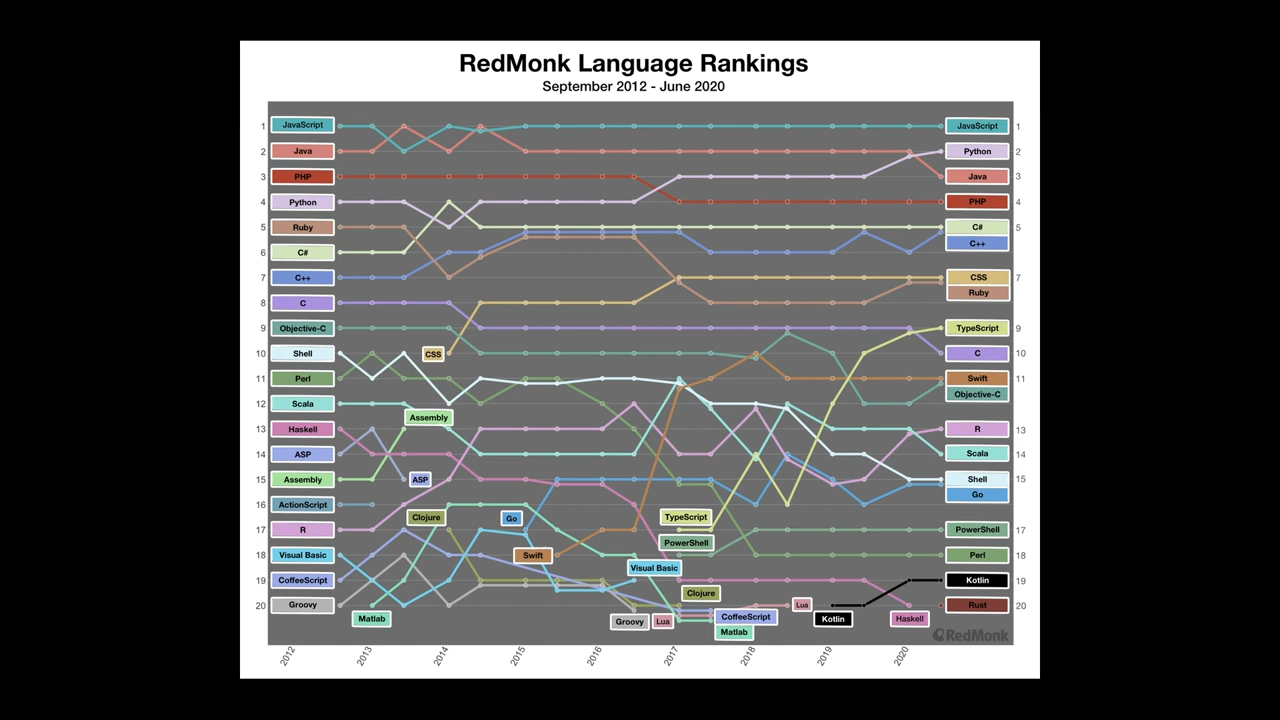 RedMonk Language Rankings
September 2012 - June 2020
1 JavaScript JavaScript 1
2 Java Python 2
3 PHP Java 3
4 Python PHP 4
5 Ruby C# 5
6 C# C++
7 C++ CSS 7
8 C Ruby
9 Objective-C TypeScript 9
10 Shell CSS C 10
11 Perl Swift 11
Objective-C
12 Scala
Assembly
13 Haskell R 13
14 ASP Scala 14
15 Assembly ASP Shell 15
Go
16 ActionScript
Clojure Go TypeScript
17 R PowerShell 17
PowerShell
18 Visual Basic Swift Perl 18
Visual Basic
19 CoffeeScript Kotlin 19
Clojure
20 Groovy Lua Rust 20
Matlab Groovy Lua CoffeeScript Kotlin Haskell
Matlab
RedMonk
2012 2013 2014 2015 2016 2017 2018 2019 2020